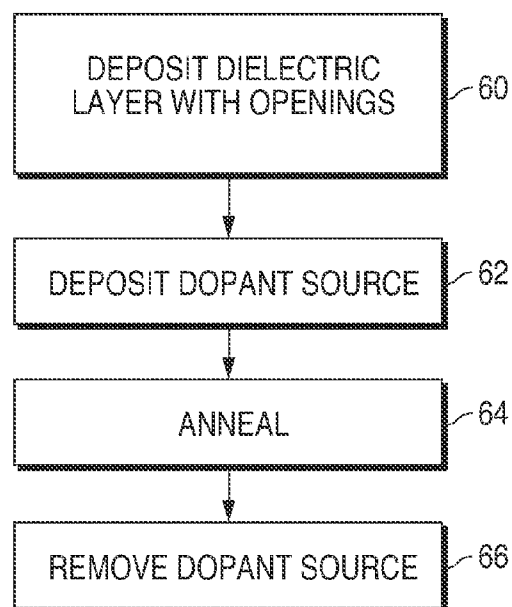 DEPOSIT DIELECTRIC
LAYER WITH OPENINGS
60
DEPOSIT DOPANT SOURCE
62
ANNEAL
64
REMOVE DOPANT SOURCE
66